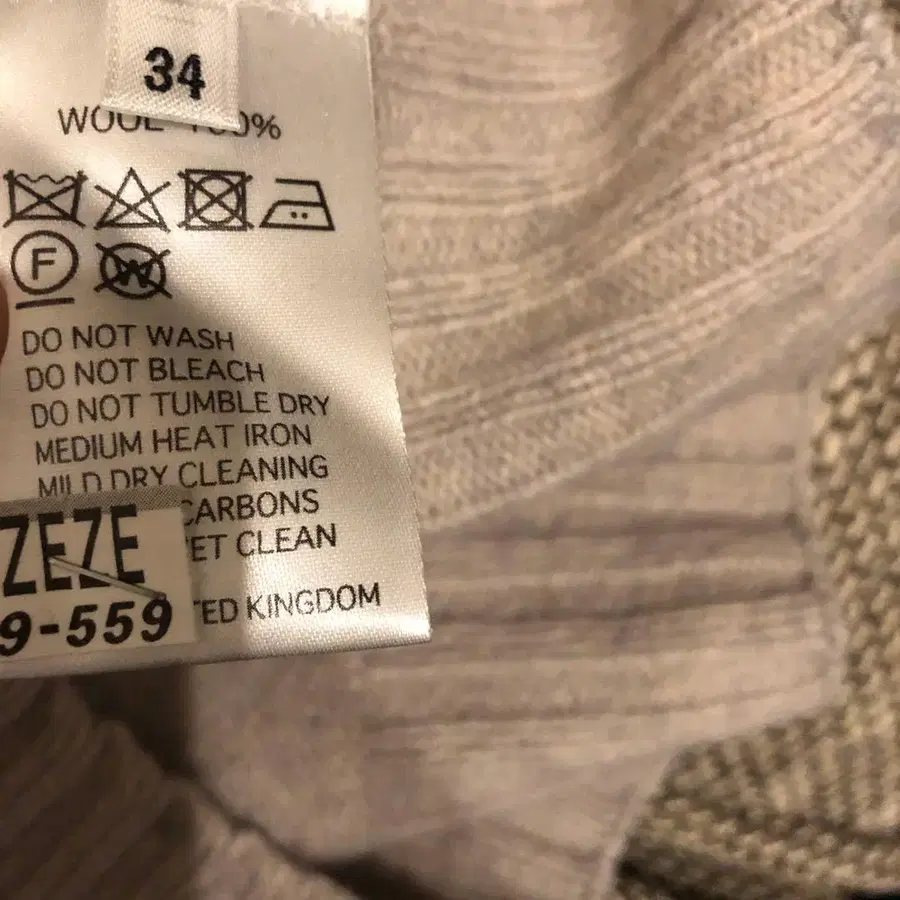 34
WOOL 100%
F
W
DO NOT WASH
DO NOT BLEACH
DO NOT TUMBLE DRY
MEDIUM HEAT IRON
MILD DRY CLEANING
CARBONS
ET CLEAN
ZEZE
TED KINGDOM
9-559